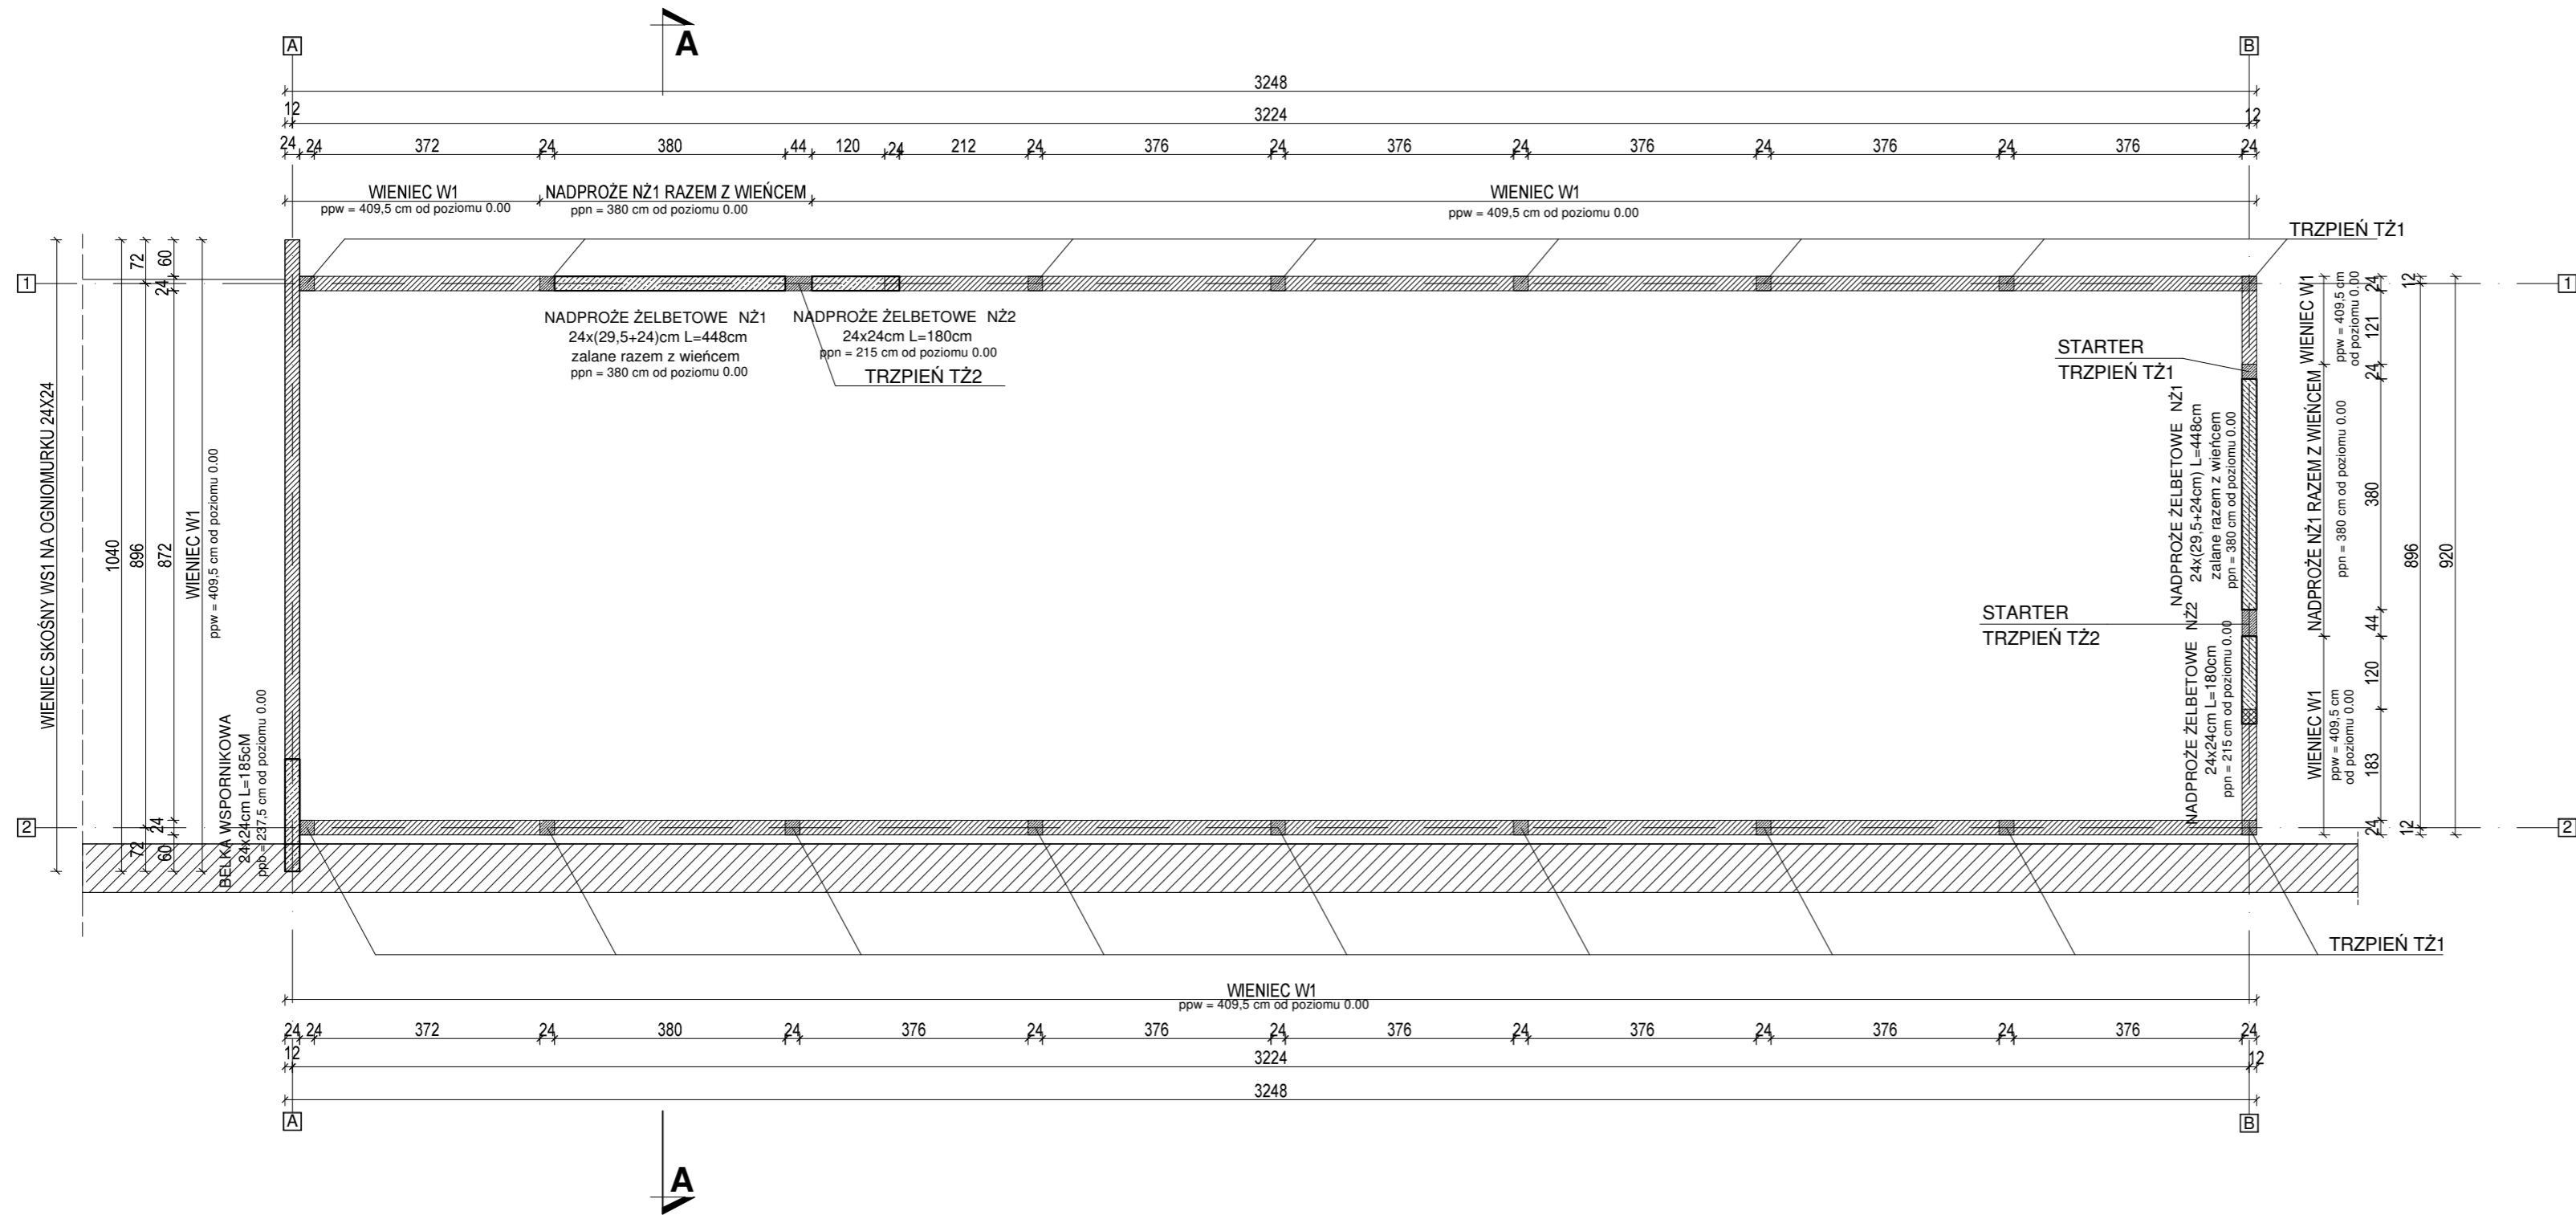 A
A
B
3248
12
3224
12
24
24
372
24
380
44
120
24
212
24
376
24
376
24
376
24
376
24
376
24
WIENIEC W1
ppw = 409,5 cm od poziomu 0.00
NADPROŻE NŻ1 RAZEM Z WIEŃCEM
ppn = 380 cm od poziomu 0.00
WIENIEC W1
ppw = 409,5 cm od poziomu 0.00
TRZPIEŃ TŻ1
1
1
NADPROŻE ŻELBETOWE NŻ1
24x(29,5+24)cm L=448cm
zalane razem z wieńcem
ppn = 380 cm od poziomu 0.00
NADPROŻE ŻELBETOWE NŻ2
24x24cm L=180cm
ppn = 215 cm od poziomu 0.00
TRZPIEŃ TŻ2
STARTER
TRZPIEŃ TŻ1
STARTER
TRZPIEŃ TŻ2
WIENIEC SKOŚNY WS1 NA OGNIOMURKU 24X24
1040
72
896
72
60
24
872
24
60
WIENIEC W1
ppw = 409,5 cm od poziomu 0.00
BELKA WSPORNIKOWA
24x24cm L=185cM
ppb = 237,5 cm od poziomu 0.00
NADPROŻE ŻELBETOWE NŻ1
24x(29,5+24cm) L=448cm
zalane razem z wieńcem
ppn = 380 cm od poziomu 0.00
NADPROŻE ŻELBETOWE NŻ2
24x24cm L=180cm
ppn = 215 cm od poziomu 0.00
WIENIEC W1
ppw = 409,5 cm
od poziomu 0.00
NADPROŻE NŻ1 RAZEM Z WIEŃCEM
ppn = 380 cm od poziomu 0.00
WIENIEC W1
ppw = 409,5 cm
od poziomu 0.00
24
121
24
380
44
120
183
24
12
896
12
920
2
2
TRZPIEŃ TŻ1
WIENIEC W1
ppw = 409,5 cm od poziomu 0.00
24
24
372
24
380
24
376
24
376
24
376
24
376
24
376
24
376
24
12
3224
12
3248
A
B
A